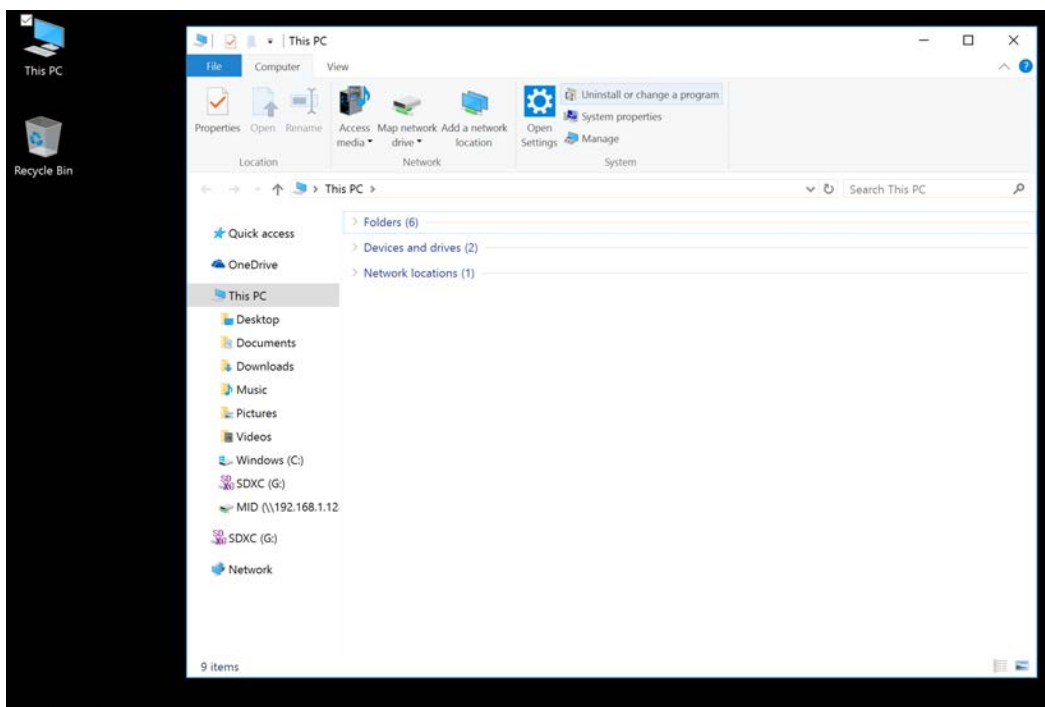 This PC
Recycle Bin
This PC
File Computer View
Properties Open Rename
Access media Map network drive Add a network location
Open Settings
Uninstall or change a program
System properties
Manage
Location Network System
This PC
Search This PC
Quick access
OneDrive
This PC
Desktop
Documents
Downloads
Music
Pictures
Videos
Windows (C:)
SDXC (G:)
MID (\\192.168.1.12
SDXC (G:)
Network
Folders (6)
Devices and drives (2)
Network locations (1)
9 items